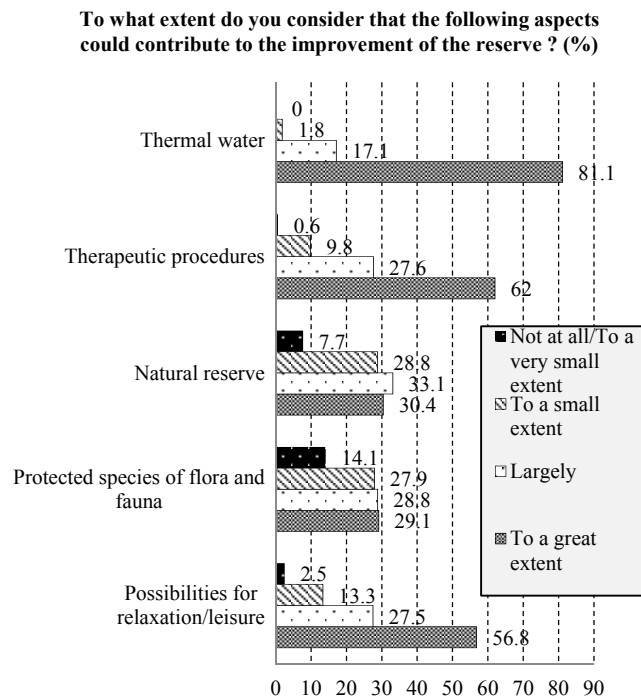 To what extent do you consider that the following aspects
could contribute to the improvement of the reserve ? (%)
0
1.8
Thermal water
17.1
81.1
0.6
Therapeutic procedures
9.8
27.6
62
7.7
Natural reserve
28.8
33.1
30.4
14.1
Protected species of flora and
fauna
27.9
28.8
29.1
2.5
Possibilities for
relaxation/leisure
13.3
27.5
56.8
Not at all/To a
very small
extent
To a small
extent
Largely
To a great
extent
0 10 20 30 40 50 60 70 80 90